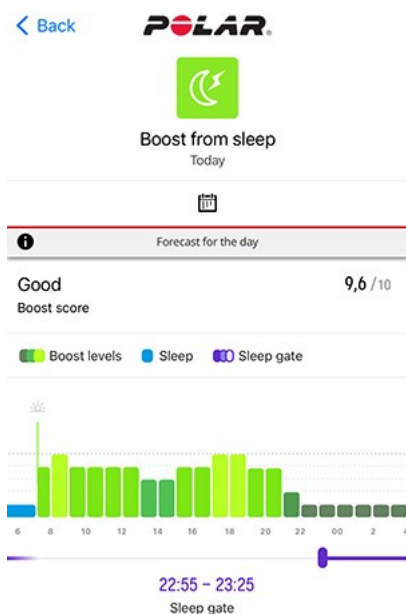 Back
POLAR.
Boost from sleep
Today
Forecast for the day
Good 9,6 /10
Boost score
Boost levels Sleep Sleep gate
6 8 10 12 14 16 18 20 22 00 2 4
22:55 – 23:25
Sleep gate